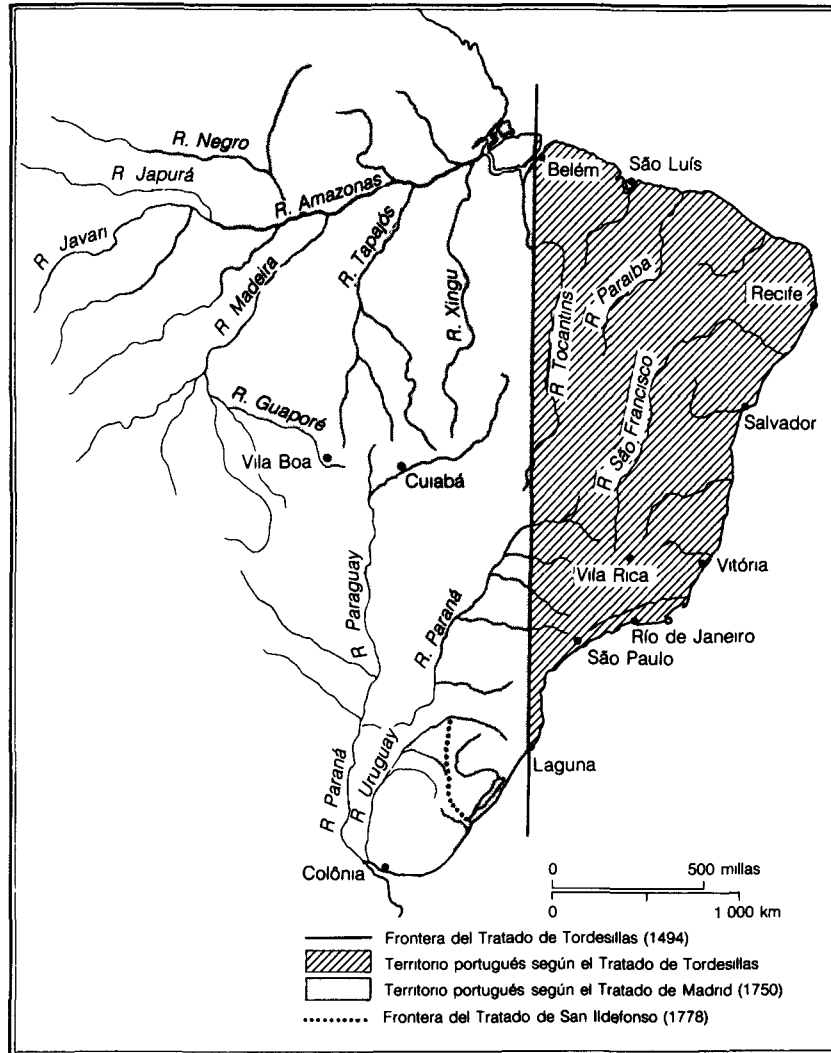 R. Negro
R Japurá
R. Amazonas
R Javari
R Madeira
R. Tapajós
R. Xingu
Belém
São Luís
R Tocantins
R Paraiba
Recife
R São Francisco
Salvador
R. Guaporé
Vila Boa
Cuiabá
R Paraguay
R. Paraná
Vila Rica
Vitória
Río de Janeiro
São Paulo
R Paraná
R Uruguay
Laguna
Colônia
0 500 millas
0 1 000 km
Frontera del Tratado de Tordesillas (1494)
Territorio portugués según el Tratado de Tordesillas
Territorio portugués según el Tratado de Madrid (1750)
Frontera del Tratado de San Ildefonso (1778)